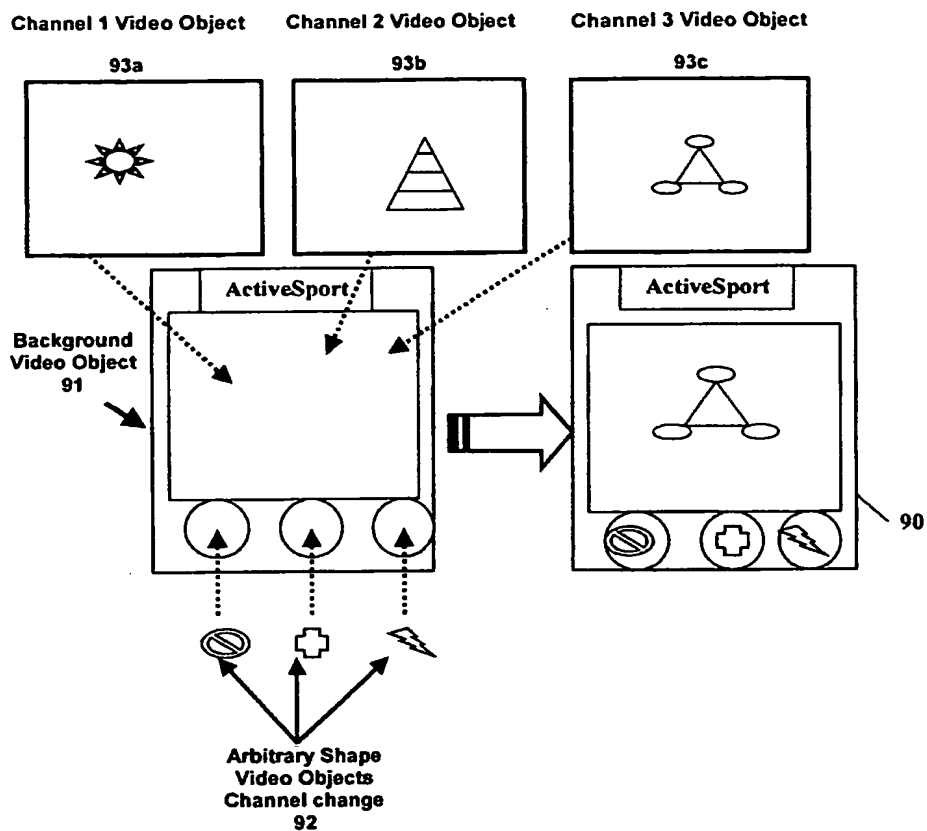 Channel 1 Video Object
Channel 2 Video Object
Channel 3 Video Object
93a
93b
93c
ActiveSport
ActiveSport
Background
Video Object
91
90
Arbitrary Shape
Video Objects
Channel change
92